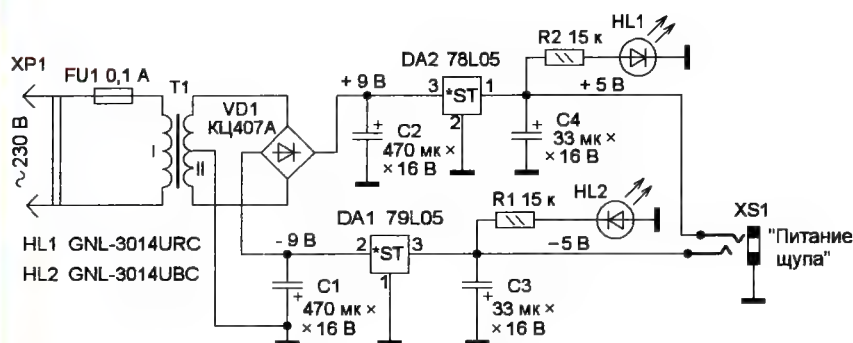 XP1
~230 В
FU1 0,1 А
T1
I
II
VD1
КЦ407А
+9 В
C2
470 мк ×
× 16 В
DA2 78L05
3
*ST
1
2
R2 15 к
HL1
+5 В
C4
33 мк ×
× 16 В
R1 15 к
HL2
DA1 79L05
-9 В
2
*ST
3
1
−5 В
C1
470 мк ×
× 16 В
C3
33 мк ×
× 16 В
XS1
"Питание
щупа"
HL1 GNL-3014URC
HL2 GNL-3014UBC
+
+
+
+